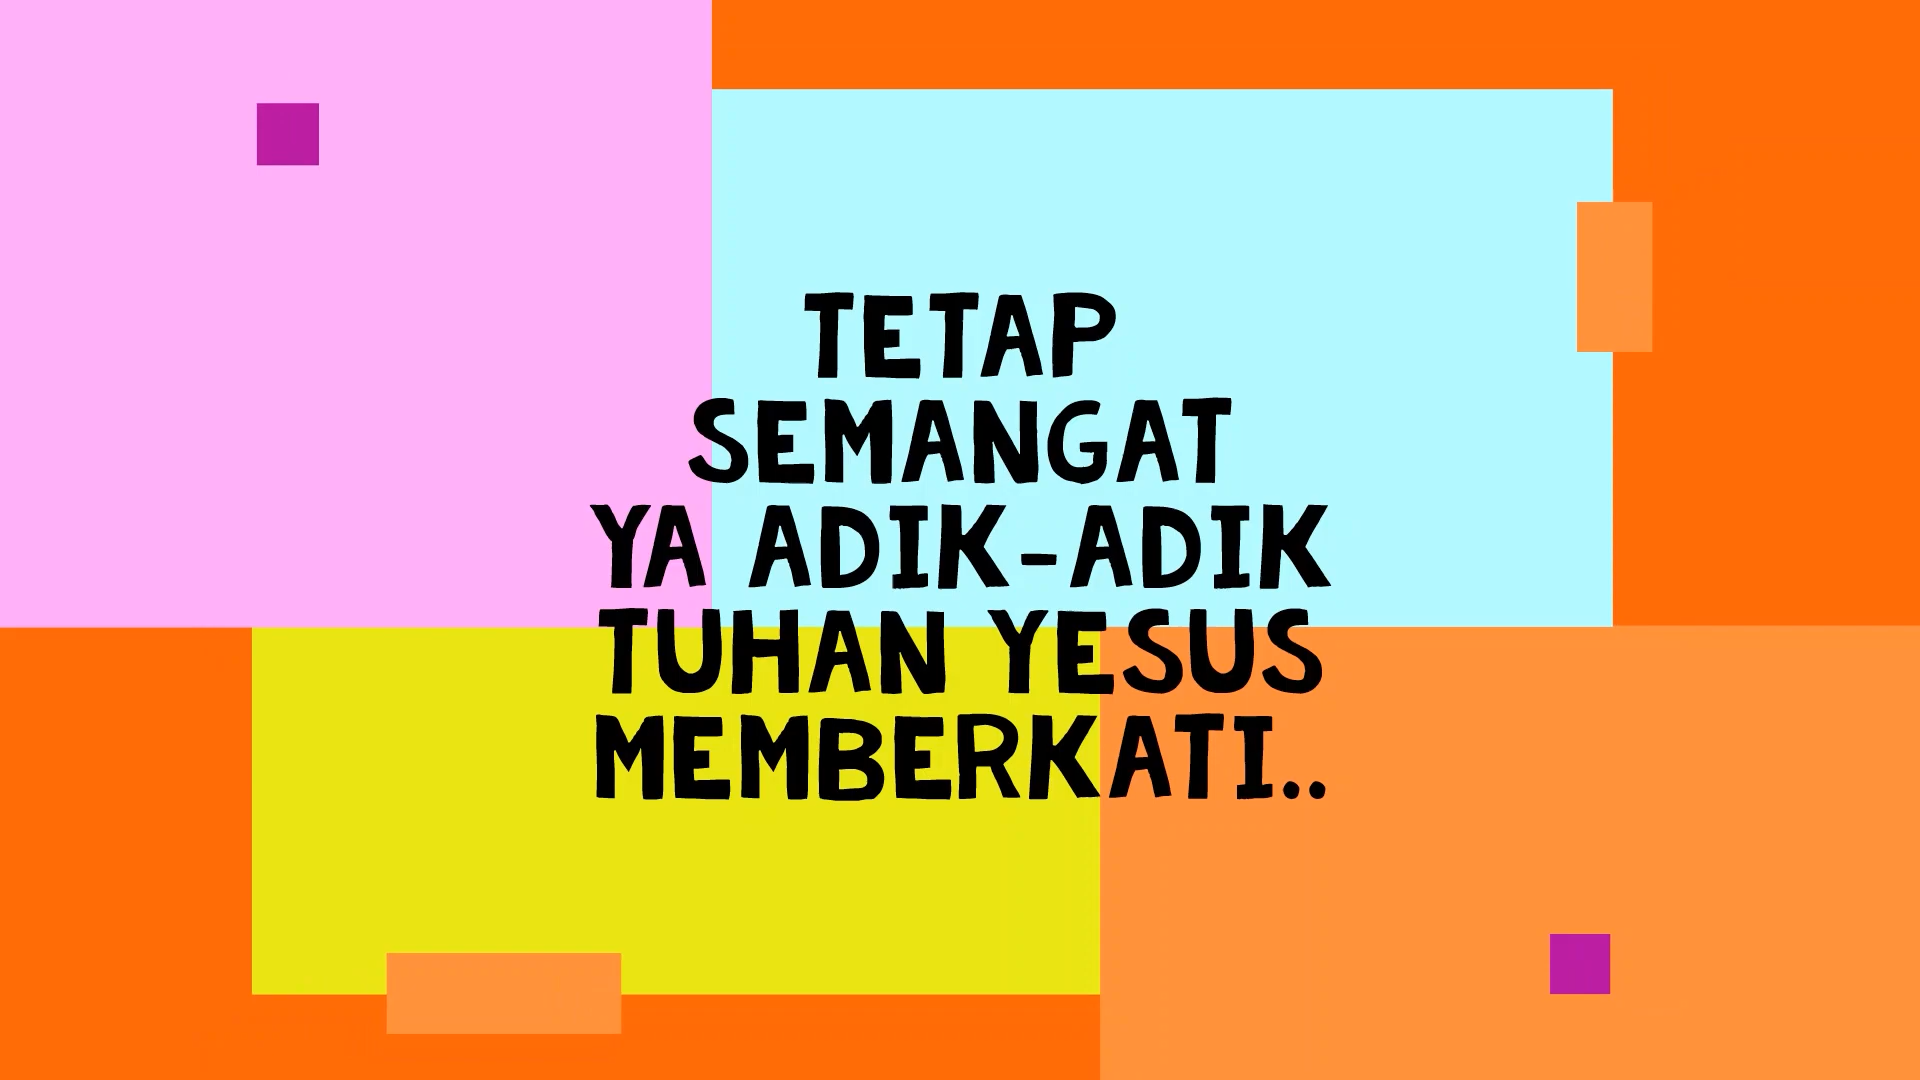 TETAP
SEMANGAT
YA ADIK-ADIK
TUHAN YESUS
MEMBERKATI..